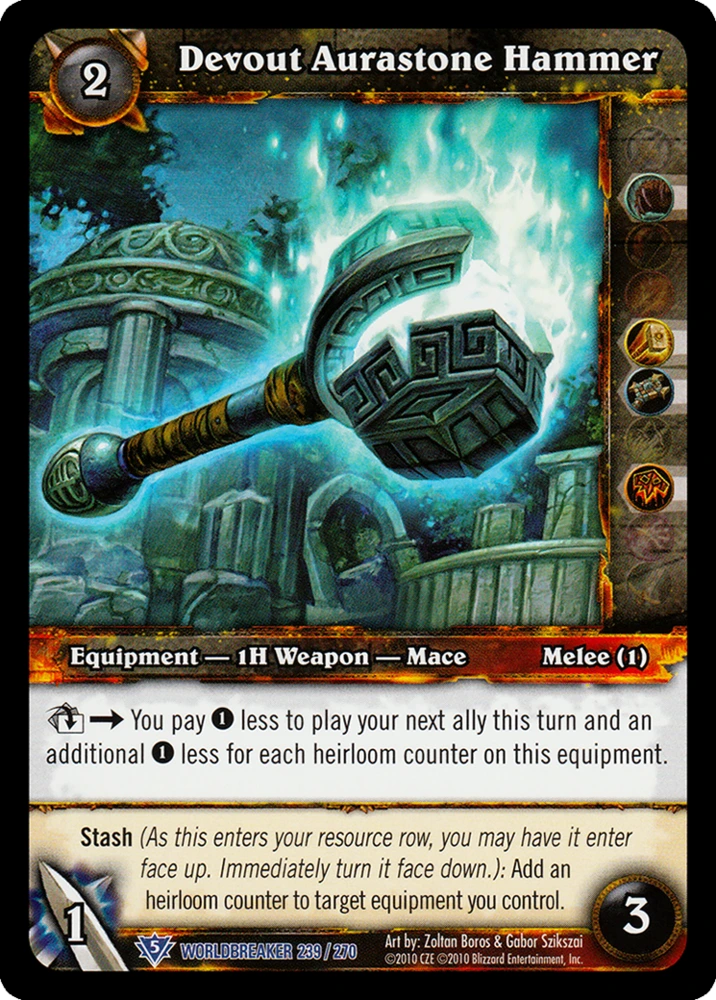 2
Devout Aurastone Hammer
Equipment — 1H Weapon — Mace Melee (1)
➞ You pay ❶ less to play your next ally this turn and an
additional ❶ less for each heirloom counter on this equipment.
Stash (As this enters your resource row, you may have it enter
face up. Immediately turn it face down.): Add an
heirloom counter to target equipment you control.
1
3
5
WORLDBREAKER 239 / 270
Art by: Zoltan Boros & Gabor Szikszai
©2010 CZE ©2010 Blizzard Entertainment, Inc.